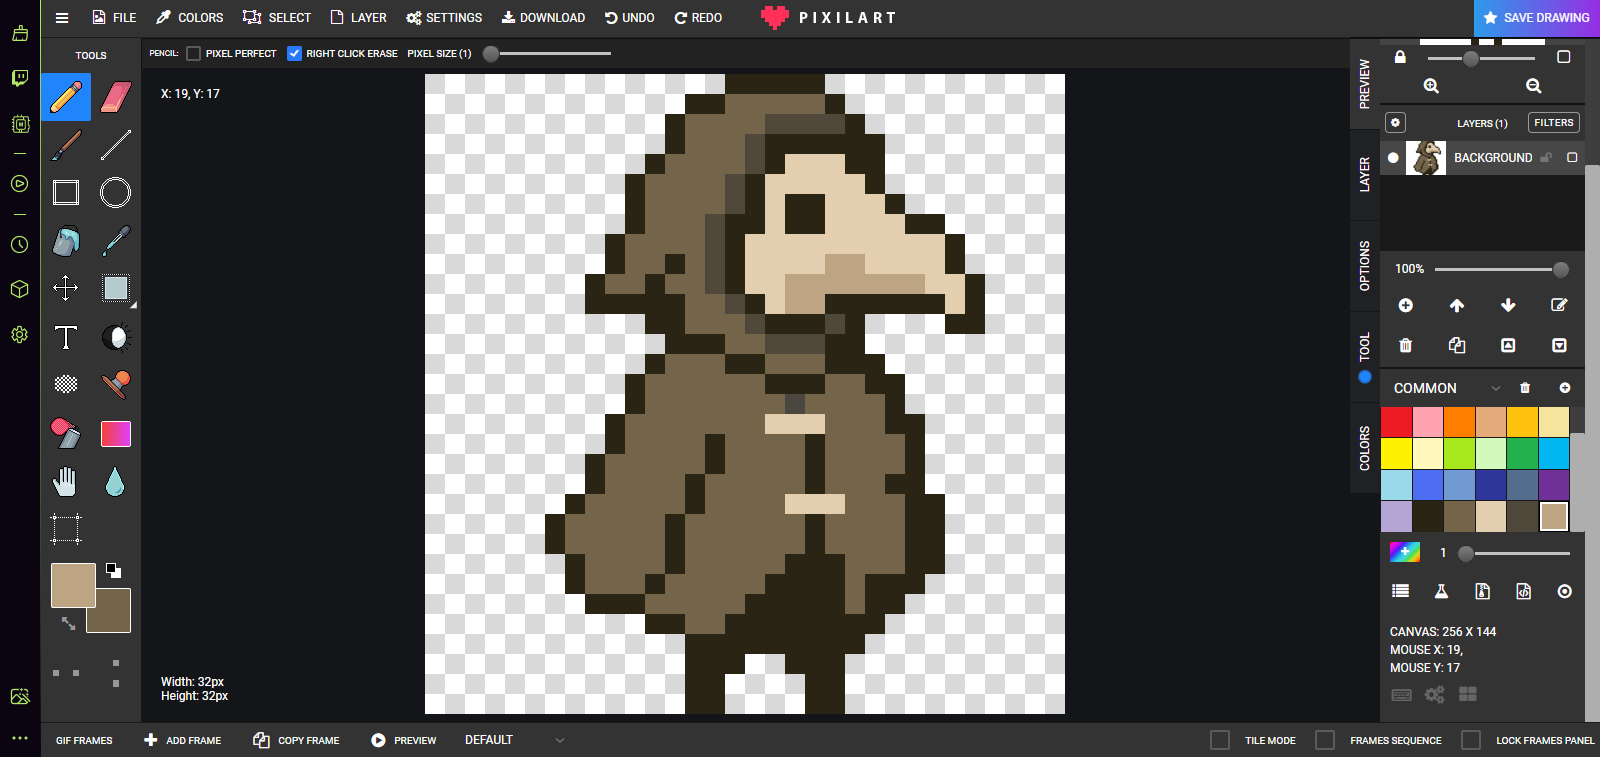 FILE COLORS SELECT LAYER SETTINGS DOWNLOAD UNDO REDO PIXILART SAVE DRAWING
TOOLS
PENCIL: PIXEL PERFECT RIGHT CLICK ERASE PIXEL SIZE (1)
X: 19, Y: 17
Width: 32px
Height: 32px
PREVIEW
LAYER
OPTIONS
TOOL
COLORS
LAYERS (1) FILTERS
BACKGROUND
100%
COMMON
1
CANVAS: 256 X 144
MOUSE X: 19,
MOUSE Y: 17
GIF FRAMES ADD FRAME COPY FRAME PREVIEW DEFAULT TILE MODE FRAMES SEQUENCE LOCK FRAMES PANEL